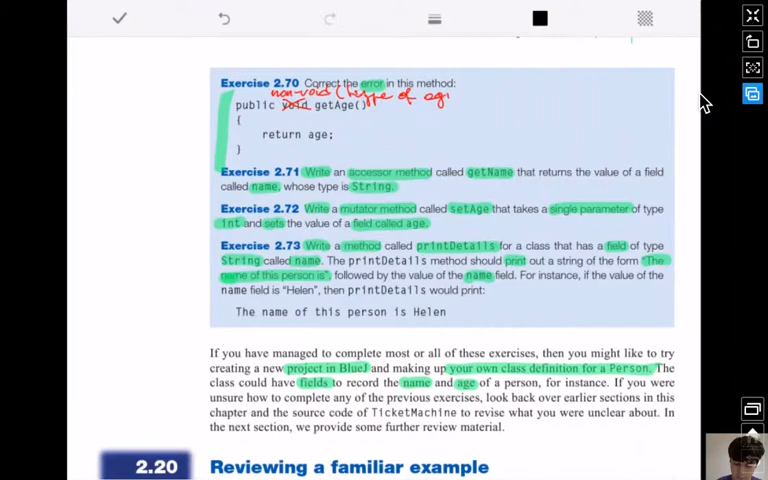 Exercise 2.70 Correct the error in this method:
non-void (type of age
public void getAge()
{
return age;
}
Exercise 2.71 Write an accessor method called getName that returns the value of a field
called name, whose type is String.
Exercise 2.72 Write a mutator method called setAge that takes a single parameter of type
int and sets the value of a field called age.
Exercise 2.73 Write a method called printDetails for a class that has a field of type
String called name. The printDetails method should print out a string of the form “The
name of this person is”, followed by the value of the name field. For instance, if the value of the
name field is “Helen”, then printDetails would print:
The name of this person is Helen
If you have managed to complete most or all of these exercises, then you might like to try
creating a new project in BlueJ and making up your own class definition for a Person. The
class could have fields to record the name and age of a person, for instance. If you were
unsure how to complete any of the previous exercises, look back over earlier sections in this
chapter and the source code of TicketMachine to revise what you were unclear about. In
the next section, we provide some further review material.
2.20 Reviewing a familiar example